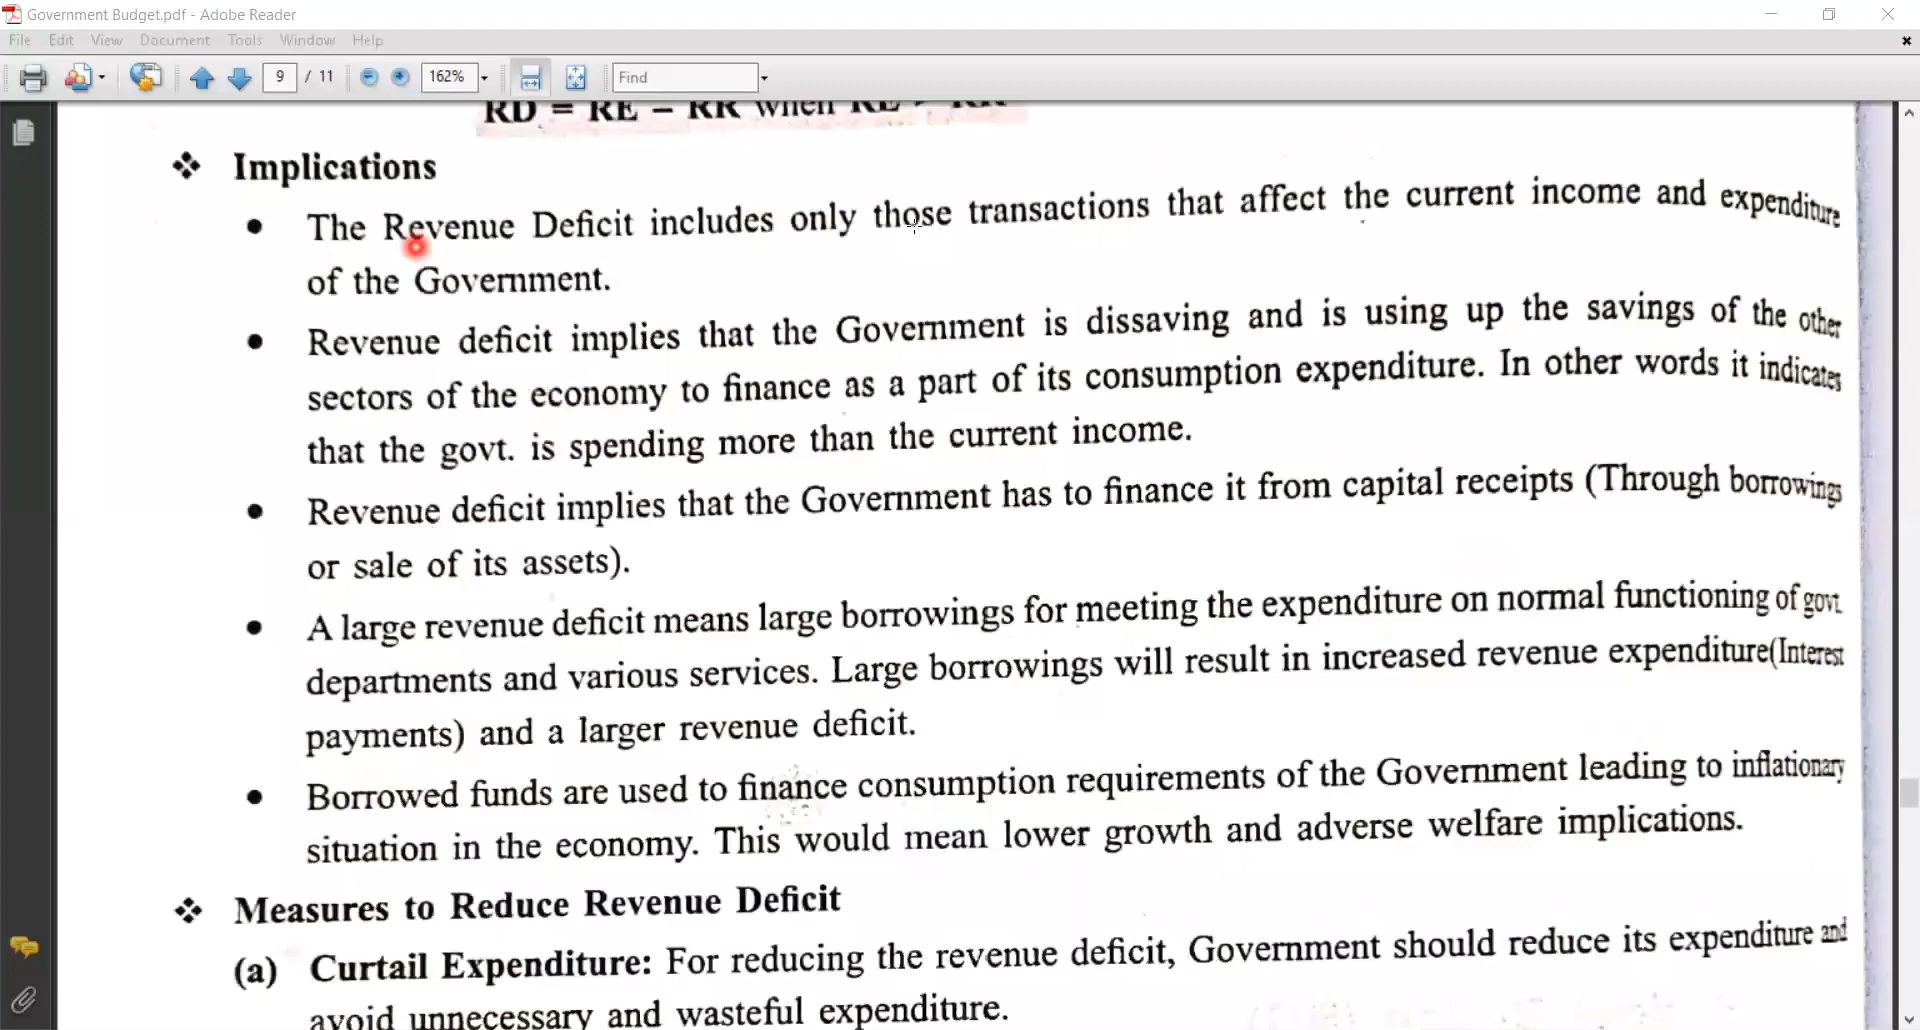 Government Budget.pdf - Adobe Reader
File Edit View Document Tools Window Help
9 / 11 162% Find
RD = RE – RR when RE > RR
❖ Implications
• The Revenue Deficit includes only those transactions that affect the current income and expenditure
of the Government.
• Revenue deficit implies that the Government is dissaving and is using up the savings of the other
sectors of the economy to finance as a part of its consumption expenditure. In other words it indicates
that the govt. is spending more than the current income.
• Revenue deficit implies that the Government has to finance it from capital receipts (Through borrowings
or sale of its assets).
• A large revenue deficit means large borrowings for meeting the expenditure on normal functioning of govt.
departments and various services. Large borrowings will result in increased revenue expenditure(Interest
payments) and a larger revenue deficit.
• Borrowed funds are used to finance consumption requirements of the Government leading to inflationary
situation in the economy. This would mean lower growth and adverse welfare implications.
❖ Measures to Reduce Revenue Deficit
(a) Curtail Expenditure: For reducing the revenue deficit, Government should reduce its expenditure and
avoid unnecessary and wasteful expenditure.